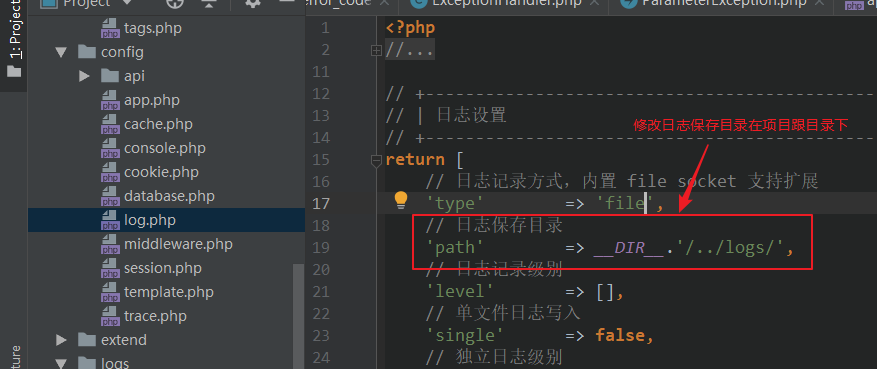 Project
error_code
ExceptionHandler.php
ParameterException.php
1: Project
tags.php
config
api
app.php
cache.php
console.php
cookie.php
database.php
log.php
middleware.php
session.php
template.php
trace.php
extend
logs
1 <?php
2 //...
11
12 // +----------------------------------------------
13 // | 日志设置
14 // +----------------------------------------------
修改日志保存目录在项目跟目录下
15 return [
16 // 日志记录方式，内置 file socket 支持扩展
17 'type' => 'file',
18 // 日志保存目录
19 'path' => __DIR__.'/../logs/',
20 // 日志记录级别
21 'level' => [],
22 // 单文件日志写入
23 'single' => false,
24 // 独立日志级别